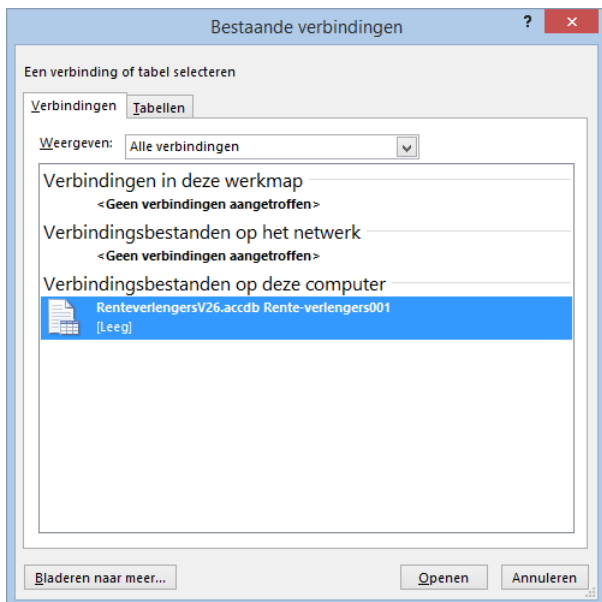 Bestaande verbindingen
?
×
Een verbinding of tabel selecteren
Verbindingen Tabellen
Weergeven: Alle verbindingen
Verbindingen in deze werkmap
<Geen verbindingen aangetroffen>
Verbindingsbestanden op het netwerk
<Geen verbindingen aangetroffen>
Verbindingsbestanden op deze computer
RenteverlengersV26.accdb Rente-verlengers001
[Leeg]
Bladeren naar meer... Openen Annuleren